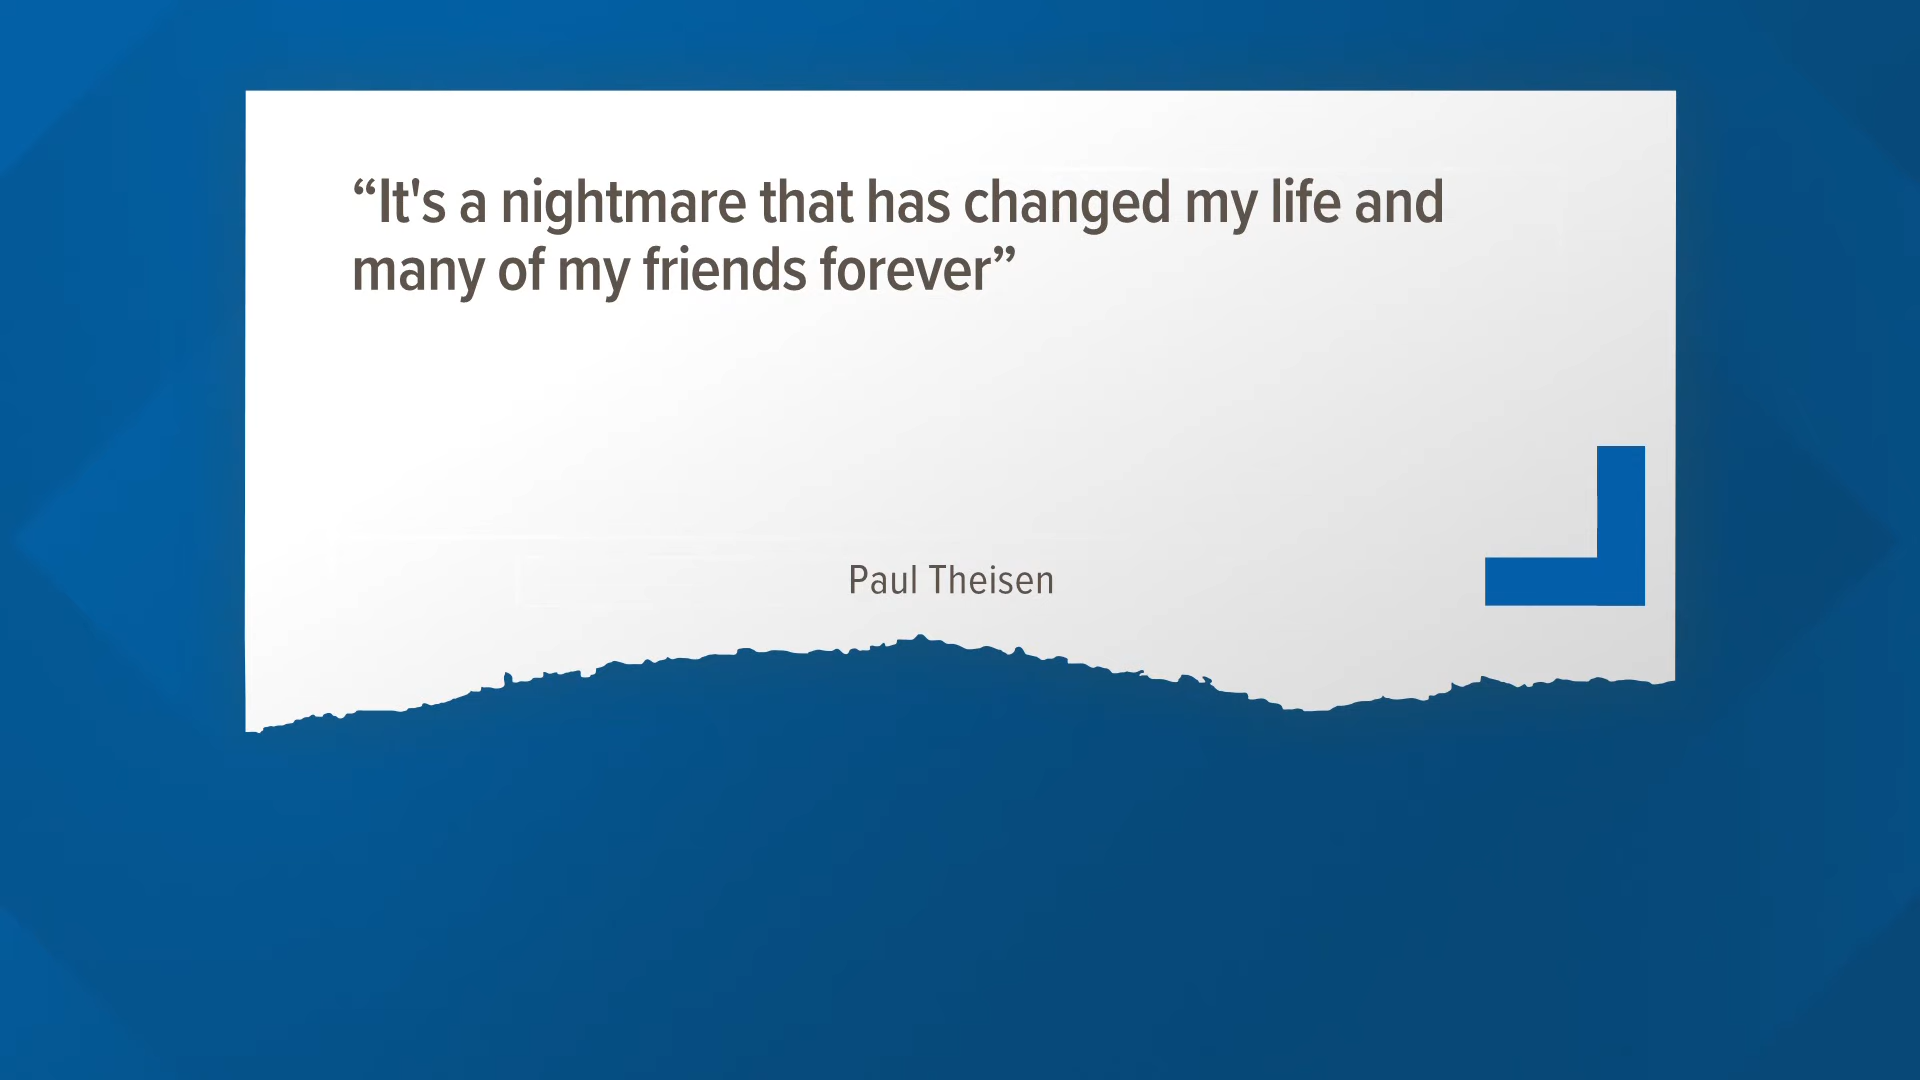 “It's a nightmare that has changed my life and
many of my friends forever”
Paul Theisen